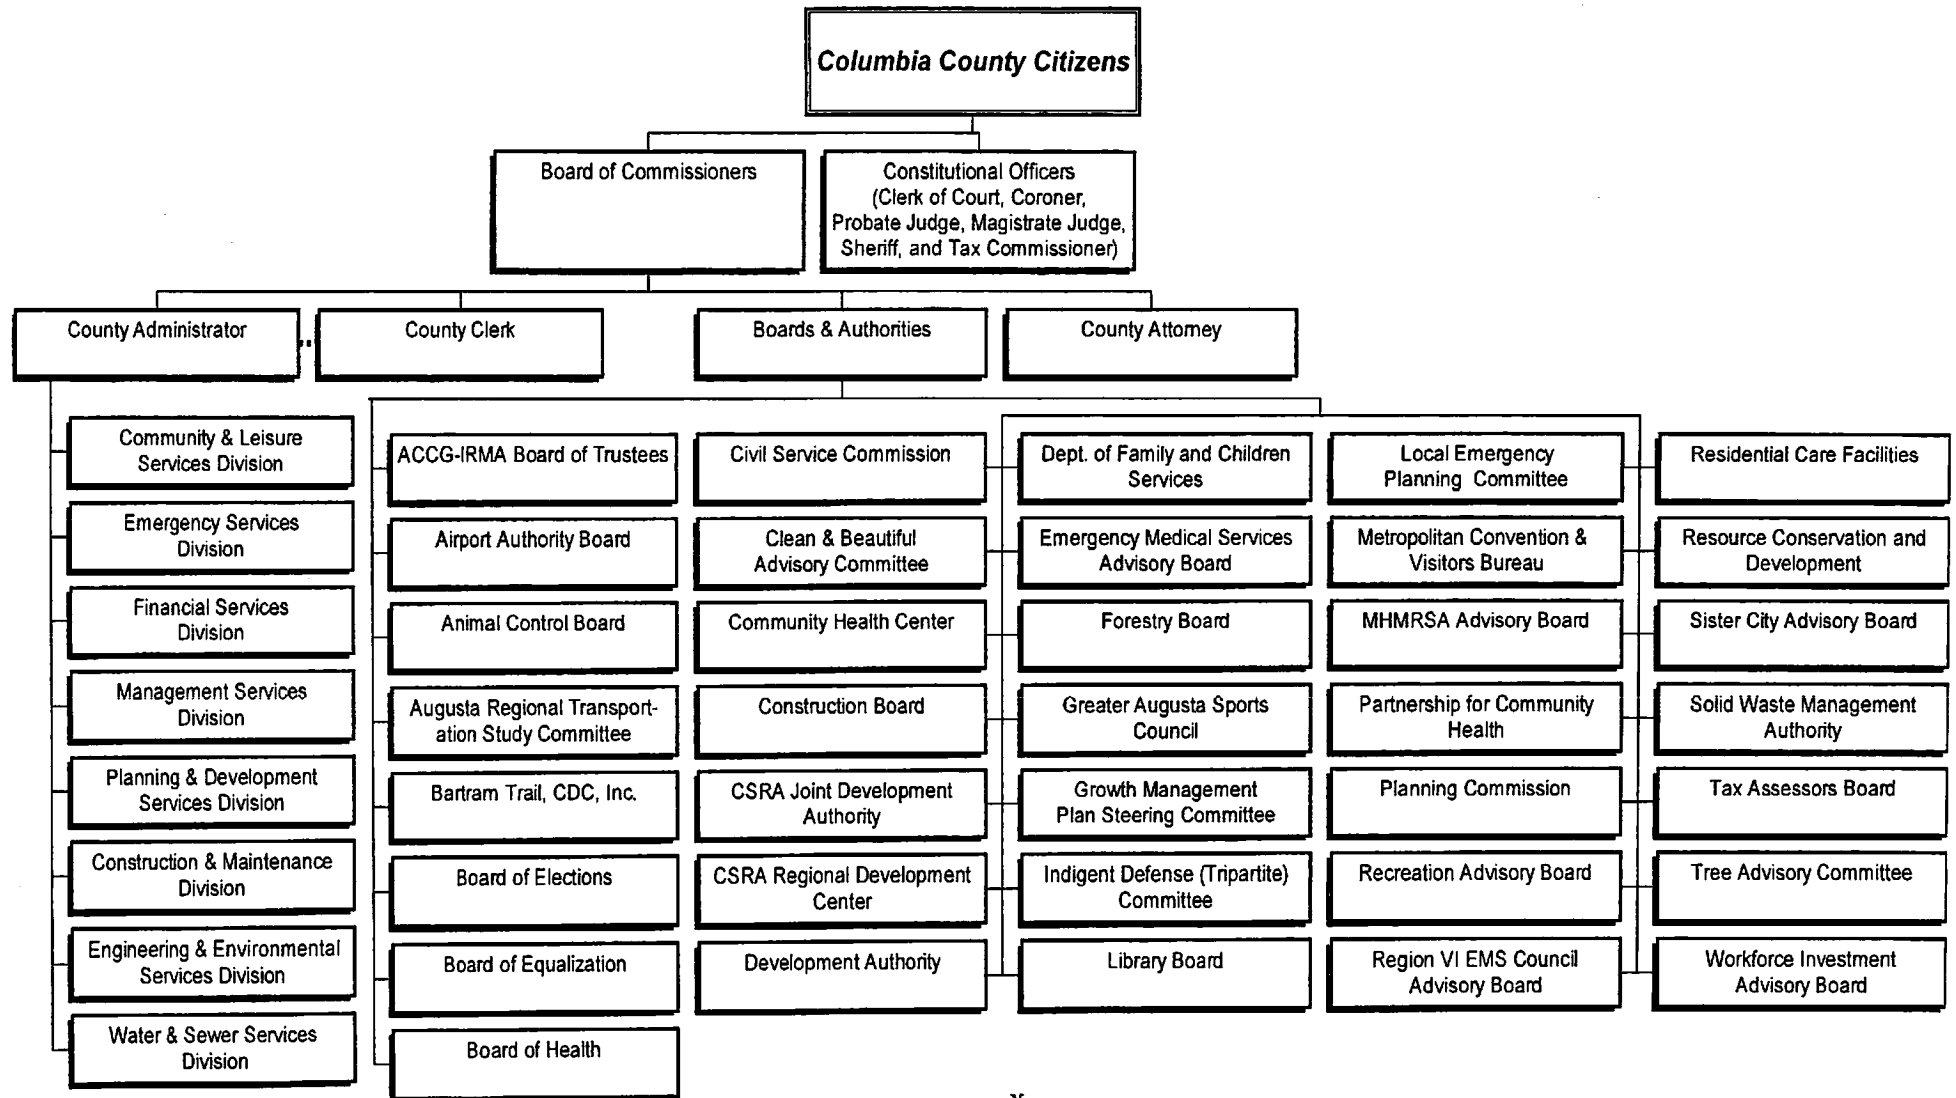 Columbia County Citizens
Board of Commissioners
Constitutional Officers
(Clerk of Court, Coroner,
Probate Judge, Magistrate Judge,
Sheriff, and Tax Commissioner)
County Administrator
County Clerk
Boards & Authorities
County Attorney
Community & Leisure
Services Division
Emergency Services
Division
Financial Services
Division
Management Services
Division
Planning & Development
Services Division
Construction & Maintenance
Division
Engineering & Environmental
Services Division
Water & Sewer Services
Division
ACCG-IRMA Board of Trustees
Airport Authority Board
Animal Control Board
Augusta Regional Transport-
ation Study Committee
Bartram Trail, CDC, Inc.
Board of Elections
Board of Equalization
Board of Health
Civil Service Commission
Clean & Beautiful
Advisory Committee
Community Health Center
Construction Board
CSRA Joint Development
Authority
CSRA Regional Development
Center
Development Authority
Dept. of Family and Children
Services
Emergency Medical Services
Advisory Board
Forestry Board
Greater Augusta Sports
Council
Growth Management
Plan Steering Committee
Indigent Defense (Tripartite)
Committee
Library Board
Local Emergency
Planning Committee
Metropolitan Convention &
Visitors Bureau
MHMRSA Advisory Board
Partnership for Community
Health
Planning Commission
Recreation Advisory Board
Region VI EMS Council
Advisory Board
Residential Care Facilities
Resource Conservation and
Development
Sister City Advisory Board
Solid Waste Management
Authority
Tax Assessors Board
Tree Advisory Committee
Workforce Investment
Advisory Board